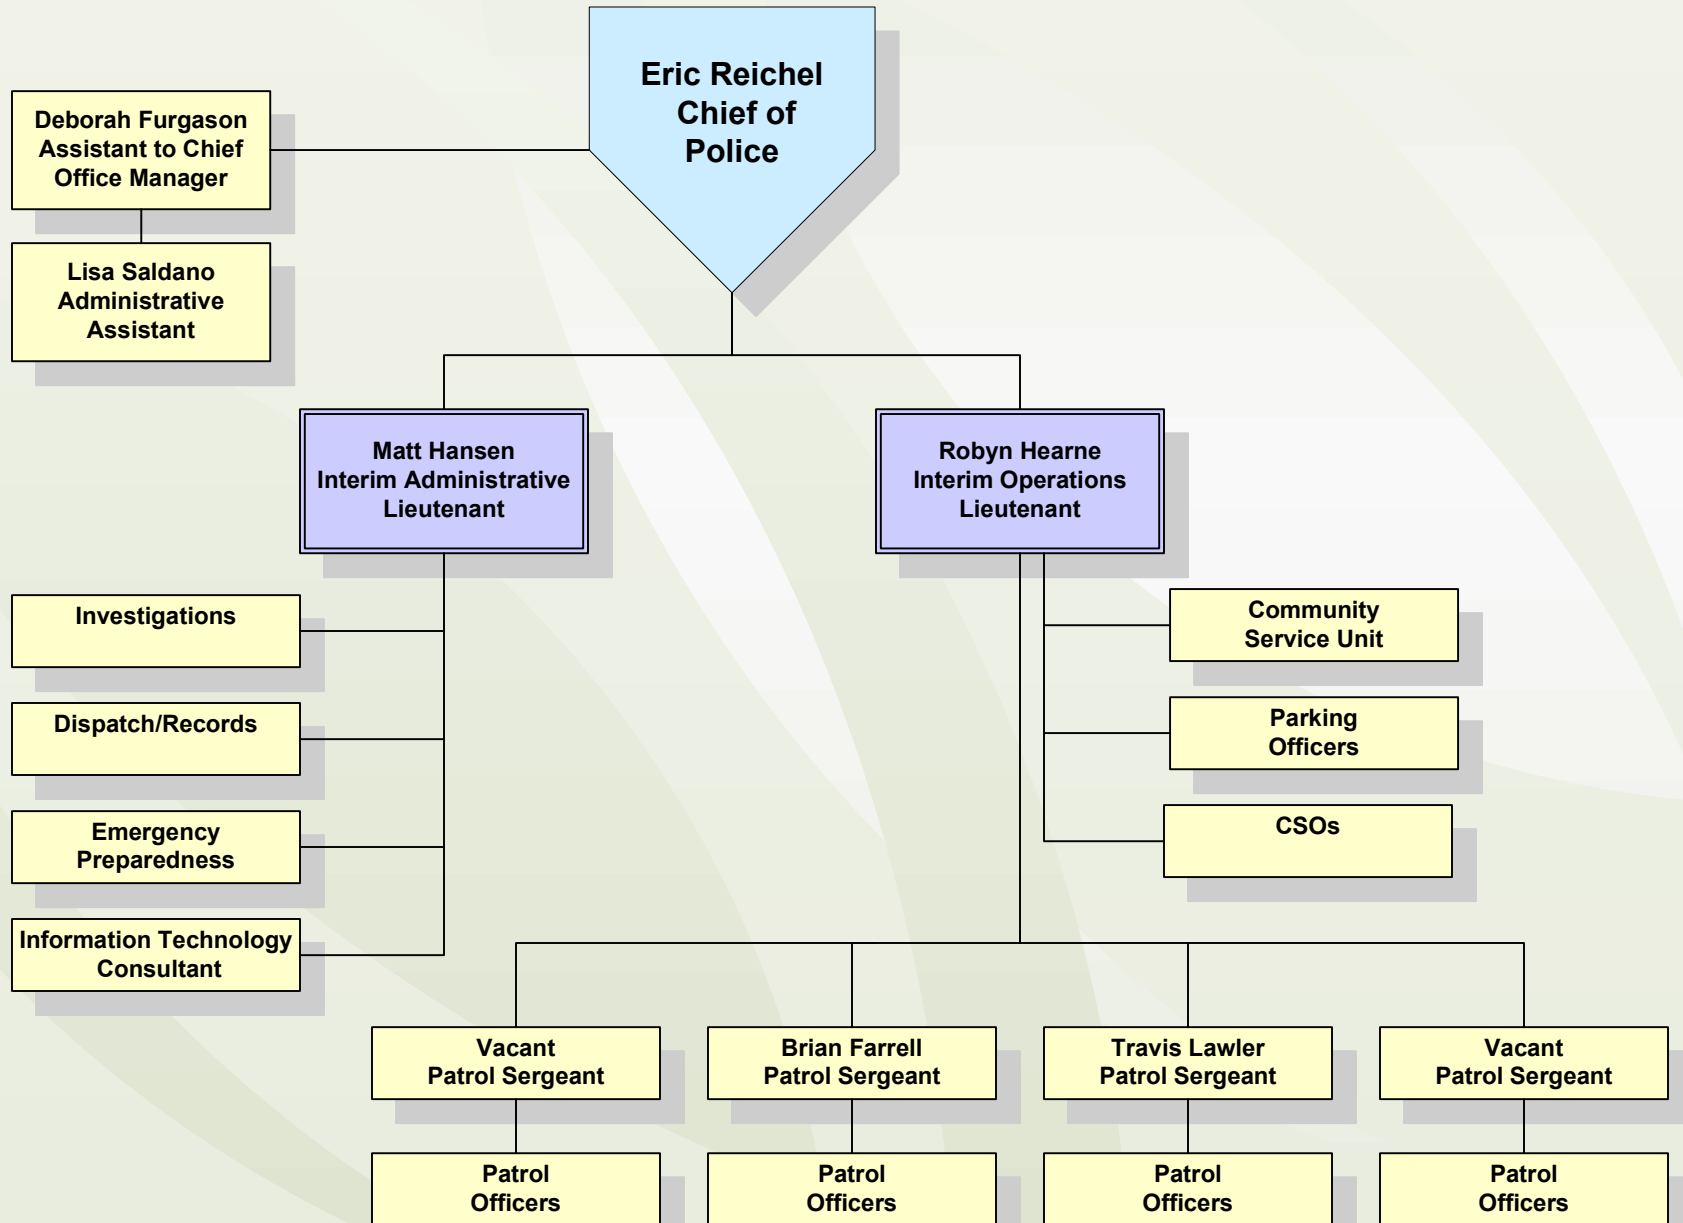 Eric Reichel
Chief of
Police
Deborah Furgason
Assistant to Chief
Office Manager
Lisa Saldano
Administrative
Assistant
Matt Hansen
Interim Administrative
Lieutenant
Robyn Hearne
Interim Operations
Lieutenant
Investigations
Dispatch/Records
Emergency
Preparedness
Information Technology
Consultant
Community
Service Unit
Parking
Officers
CSOs
Vacant
Patrol Sergeant
Brian Farrell
Patrol Sergeant
Travis Lawler
Patrol Sergeant
Vacant
Patrol Sergeant
Patrol
Officers
Patrol
Officers
Patrol
Officers
Patrol
Officers